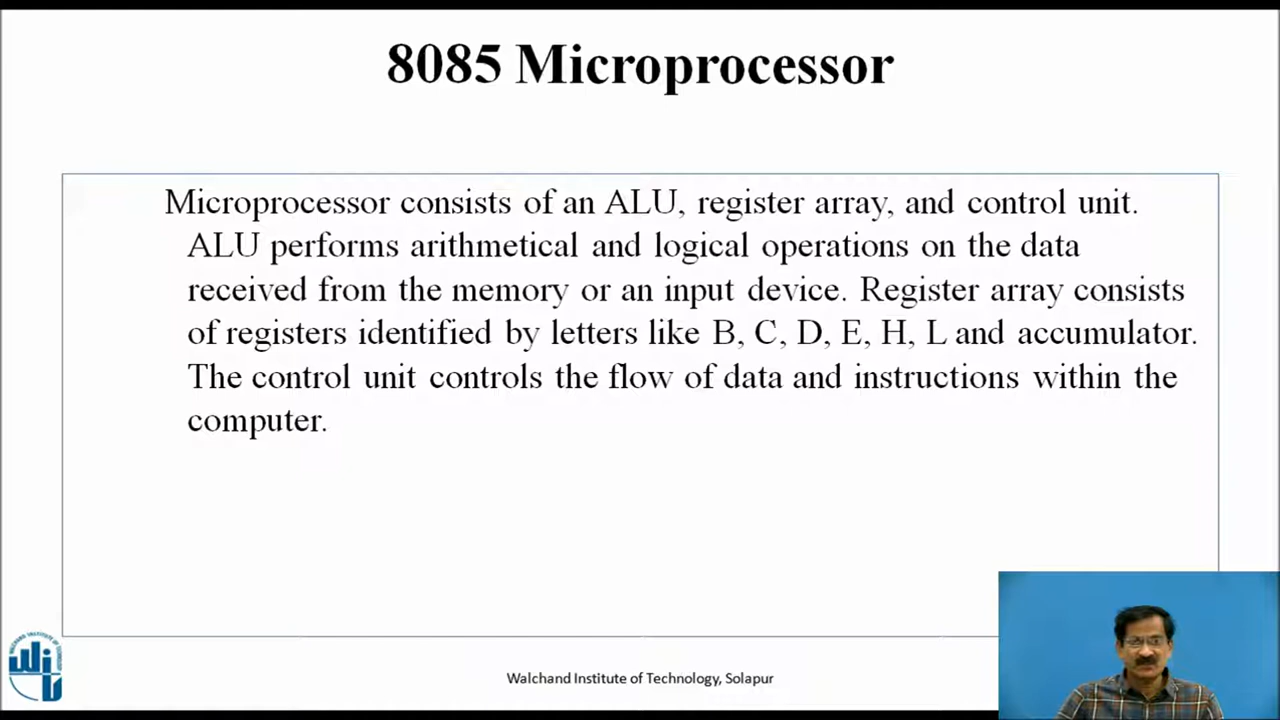 8085 Microprocessor
Microprocessor consists of an ALU, register array, and control unit.
ALU performs arithmetical and logical operations on the data
received from the memory or an input device. Register array consists
of registers identified by letters like B, C, D, E, H, L and accumulator.
The control unit controls the flow of data and instructions within the
computer.
Walchand Institute of Technology, Solapur